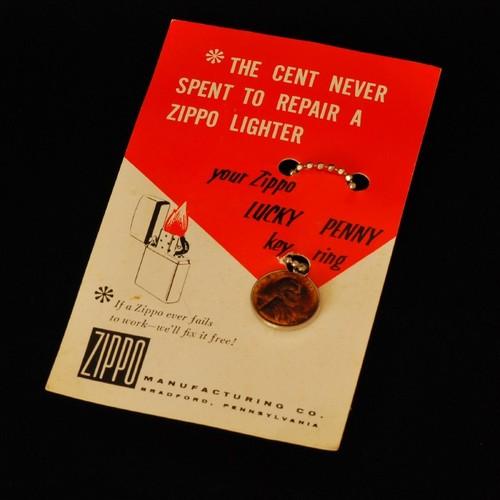 * THE CENT NEVER
SPENT TO REPAIR A
ZIPPO LIGHTER
your Zippo
LUCKY PENNY
key ring
* If a Zippo ever fails
to work—we'll fix it free!
ZIPPO
MANUFACTURING CO.
BRADFORD, PENNSYLVANIA